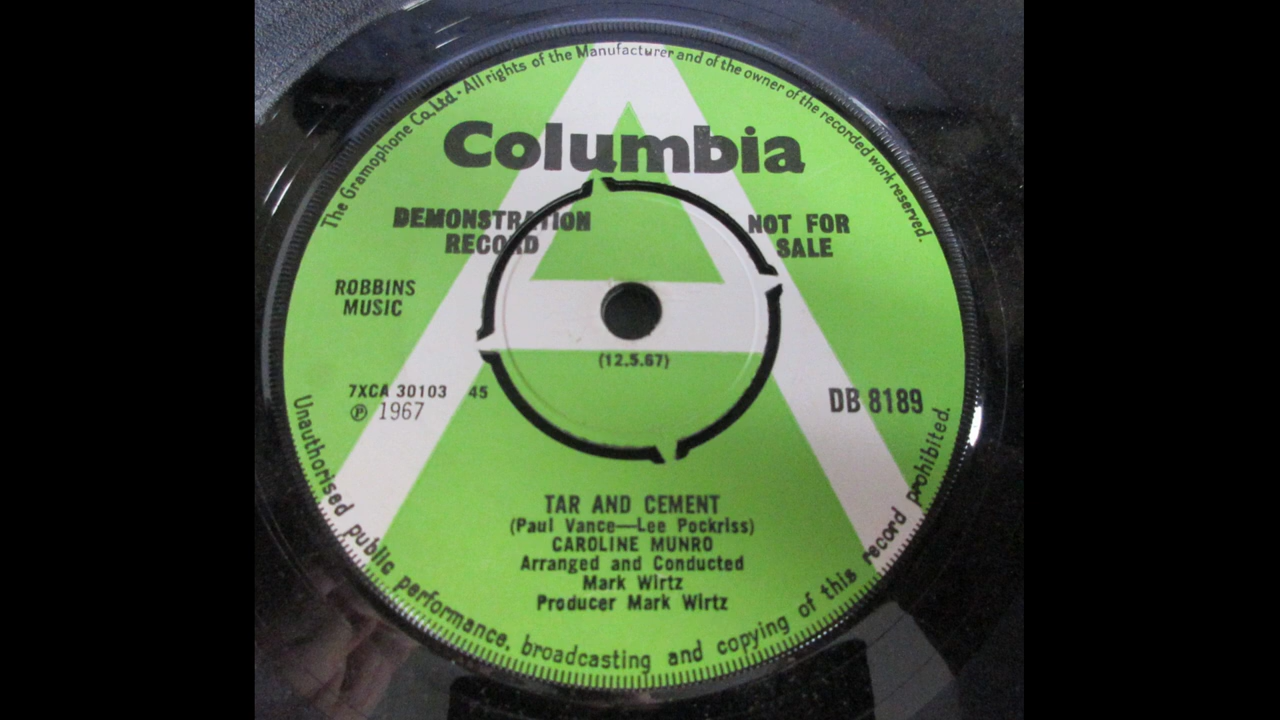 The Gramophone Co.Ltd.·All rights of the Manufacturer and of the owner of the recorded work reserved.
Columbia
DEMONSTRATION
RECORD
NOT FOR
SALE
ROBBINS
MUSIC
(12.5.67)
7XCA 30103 45
℗ 1967
DB 8189
TAR AND CEMENT
(Paul Vance—Lee Pockriss)
CAROLINE MUNRO
Arranged and Conducted
Mark Wirtz
Producer Mark Wirtz
Unauthorised public performance, broadcasting and copying of this record prohibited.